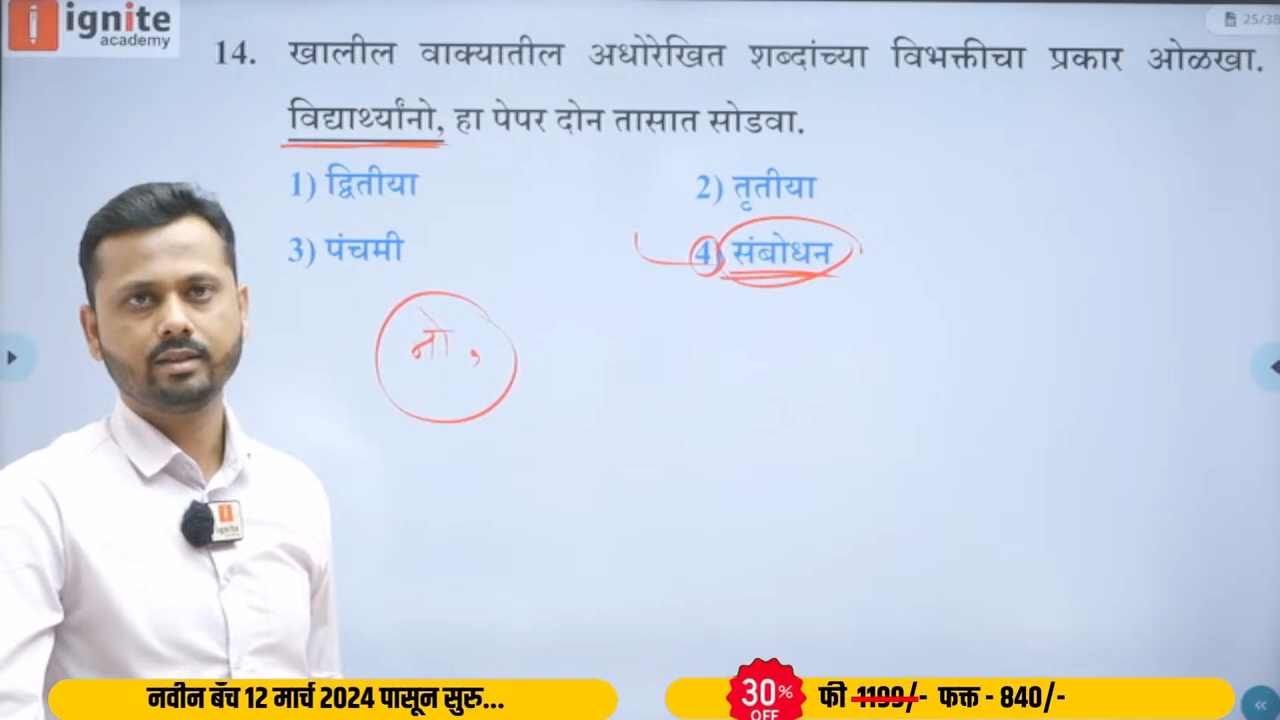 ignite
academy
25/38
14. खालील वाक्यातील अधोरेखित शब्दांच्या विभक्तीचा प्रकार ओळखा.
विद्यार्थ्यांनो, हा पेपर दोन तासात सोडवा.
1) द्वितीया
2) तृतीया
3) पंचमी
4) संबोधन
नो,
नवीन बॅच 12 मार्च 2024 पासून सुरु...
30% OFF
फी 1199/- फक्त - 840/-